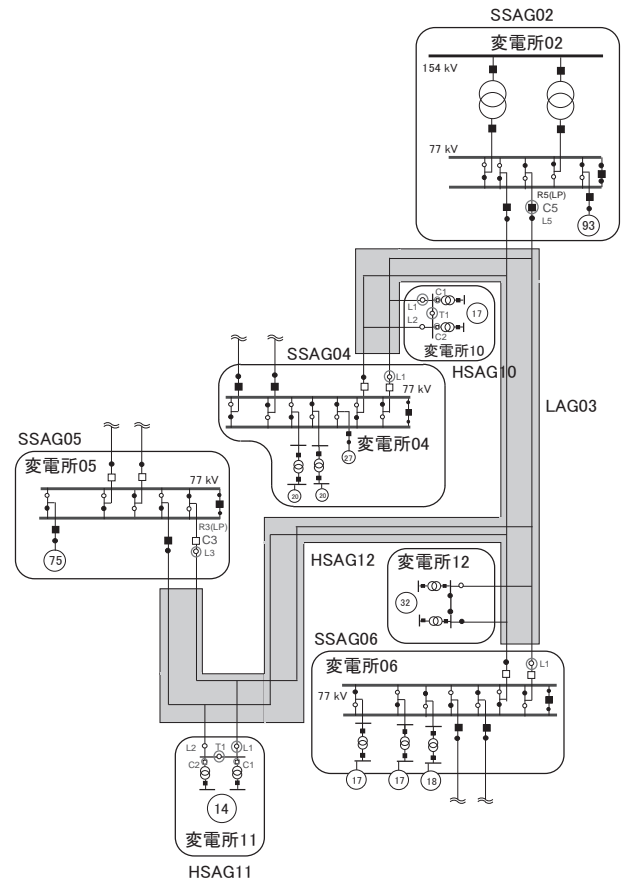 SSAG02
変電所02
154 kV
77 kV
R5(LP)
C5
L5
93
C1
L1
T1
17
L2
C2
変電所10
HSAG10
SSAG04
L1
77 kV
LAG03
変電所04
27
20
20
SSAG05
変電所05
77 kV
R3(LP)
C3
L3
75
HSAG12
変電所12
32
SSAG06
変電所06
L1
77 kV
17
17
18
L2
T1
L1
C2
C1
14
変電所11
HSAG11